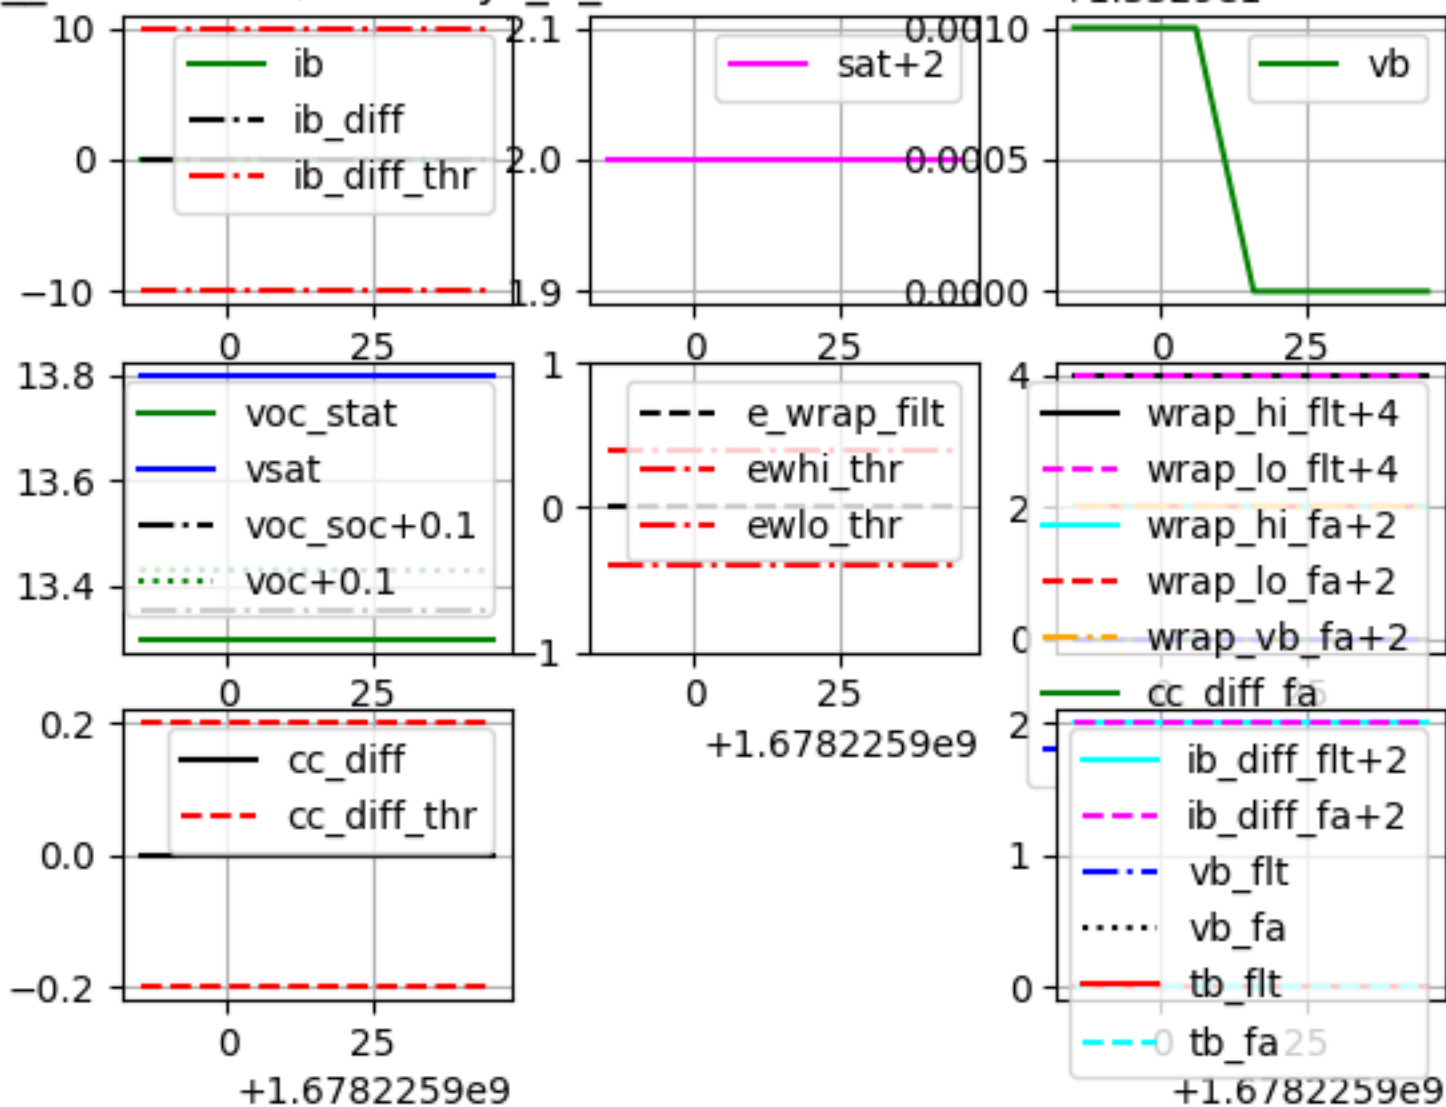 10
0
−10
ib
ib_diff
ib_diff_thr
0
25
2.1
2.0
1.9
sat+2
0
25
0.0010
0.0005
0.0000
vb
0
25
13.8
13.6
13.4
voc_stat
vsat
voc_soc+0.1
voc+0.1
0
25
1
0
−1
e_wrap_filt
ewhi_thr
ewlo_thr
0
25
+1.6782259e9
4
2
0
wrap_hi_flt+4
wrap_lo_flt+4
wrap_hi_fa+2
wrap_lo_fa+2
wrap_vb_fa+2
cc_diff_fa
0.2
0.0
−0.2
cc_diff
cc_diff_thr
0
25
+1.6782259e9
2
1
0
ib_diff_flt+2
ib_diff_fa+2
vb_flt
vb_fa
tb_flt
tb_fa
0
25
+1.6782259e9